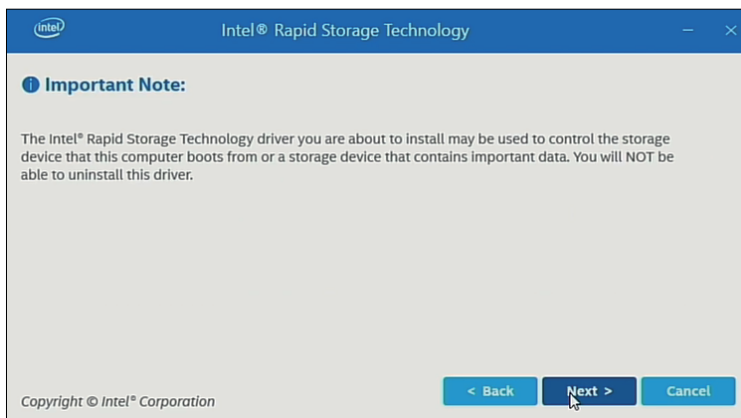 intel
Intel® Rapid Storage Technology
Important Note:
The Intel® Rapid Storage Technology driver you are about to install may be used to control the storage
device that this computer boots from or a storage device that contains important data. You will NOT be
able to uninstall this driver.
< Back Next > Cancel
Copyright © Intel® Corporation